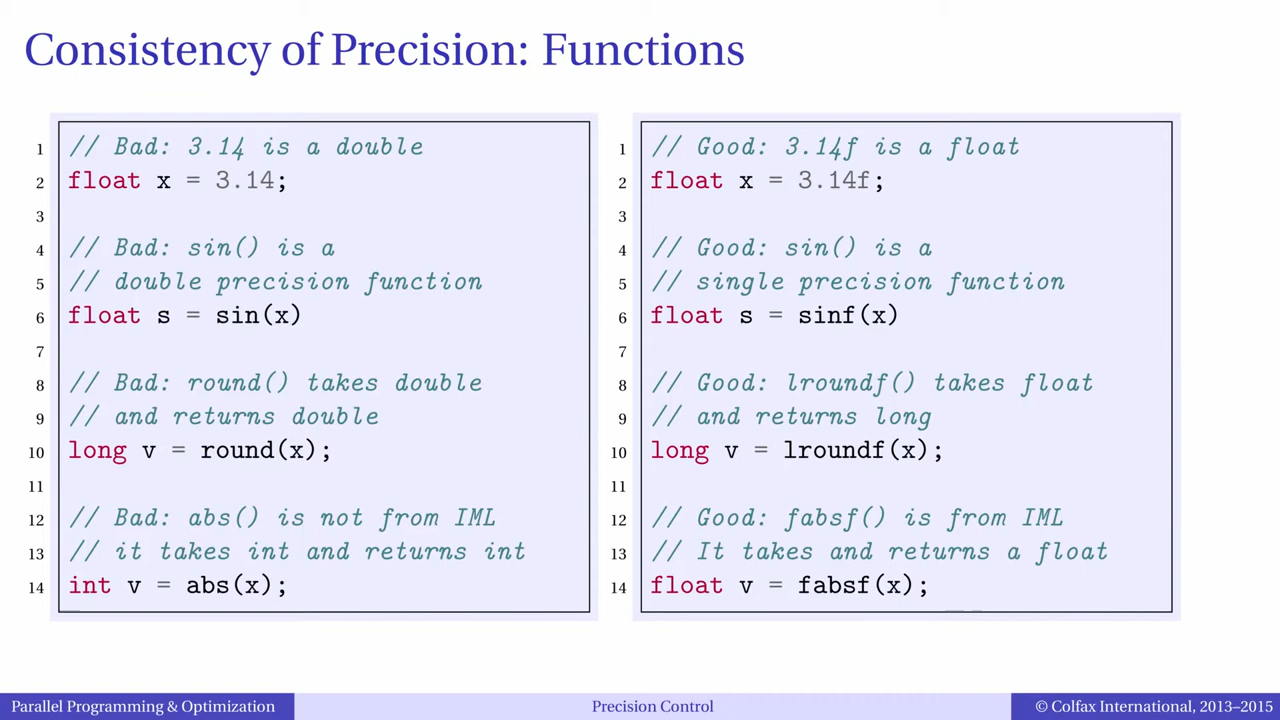 Consistency of Precision: Functions
1 // Bad: 3.14 is a double
2 float x = 3.14;
3
4 // Bad: sin() is a
5 // double precision function
6 float s = sin(x)
7
8 // Bad: round() takes double
9 // and returns double
10 long v = round(x);
11
12 // Bad: abs() is not from IML
13 // it takes int and returns int
14 int v = abs(x);
1 // Good: 3.14f is a float
2 float x = 3.14f;
3
4 // Good: sin() is a
5 // single precision function
6 float s = sinf(x)
7
8 // Good: lroundf() takes float
9 // and returns long
10 long v = lroundf(x);
11
12 // Good: fabsf() is from IML
13 // It takes and returns a float
14 float v = fabsf(x);
Parallel Programming & Optimization
Precision Control
© Colfax International, 2013–2015